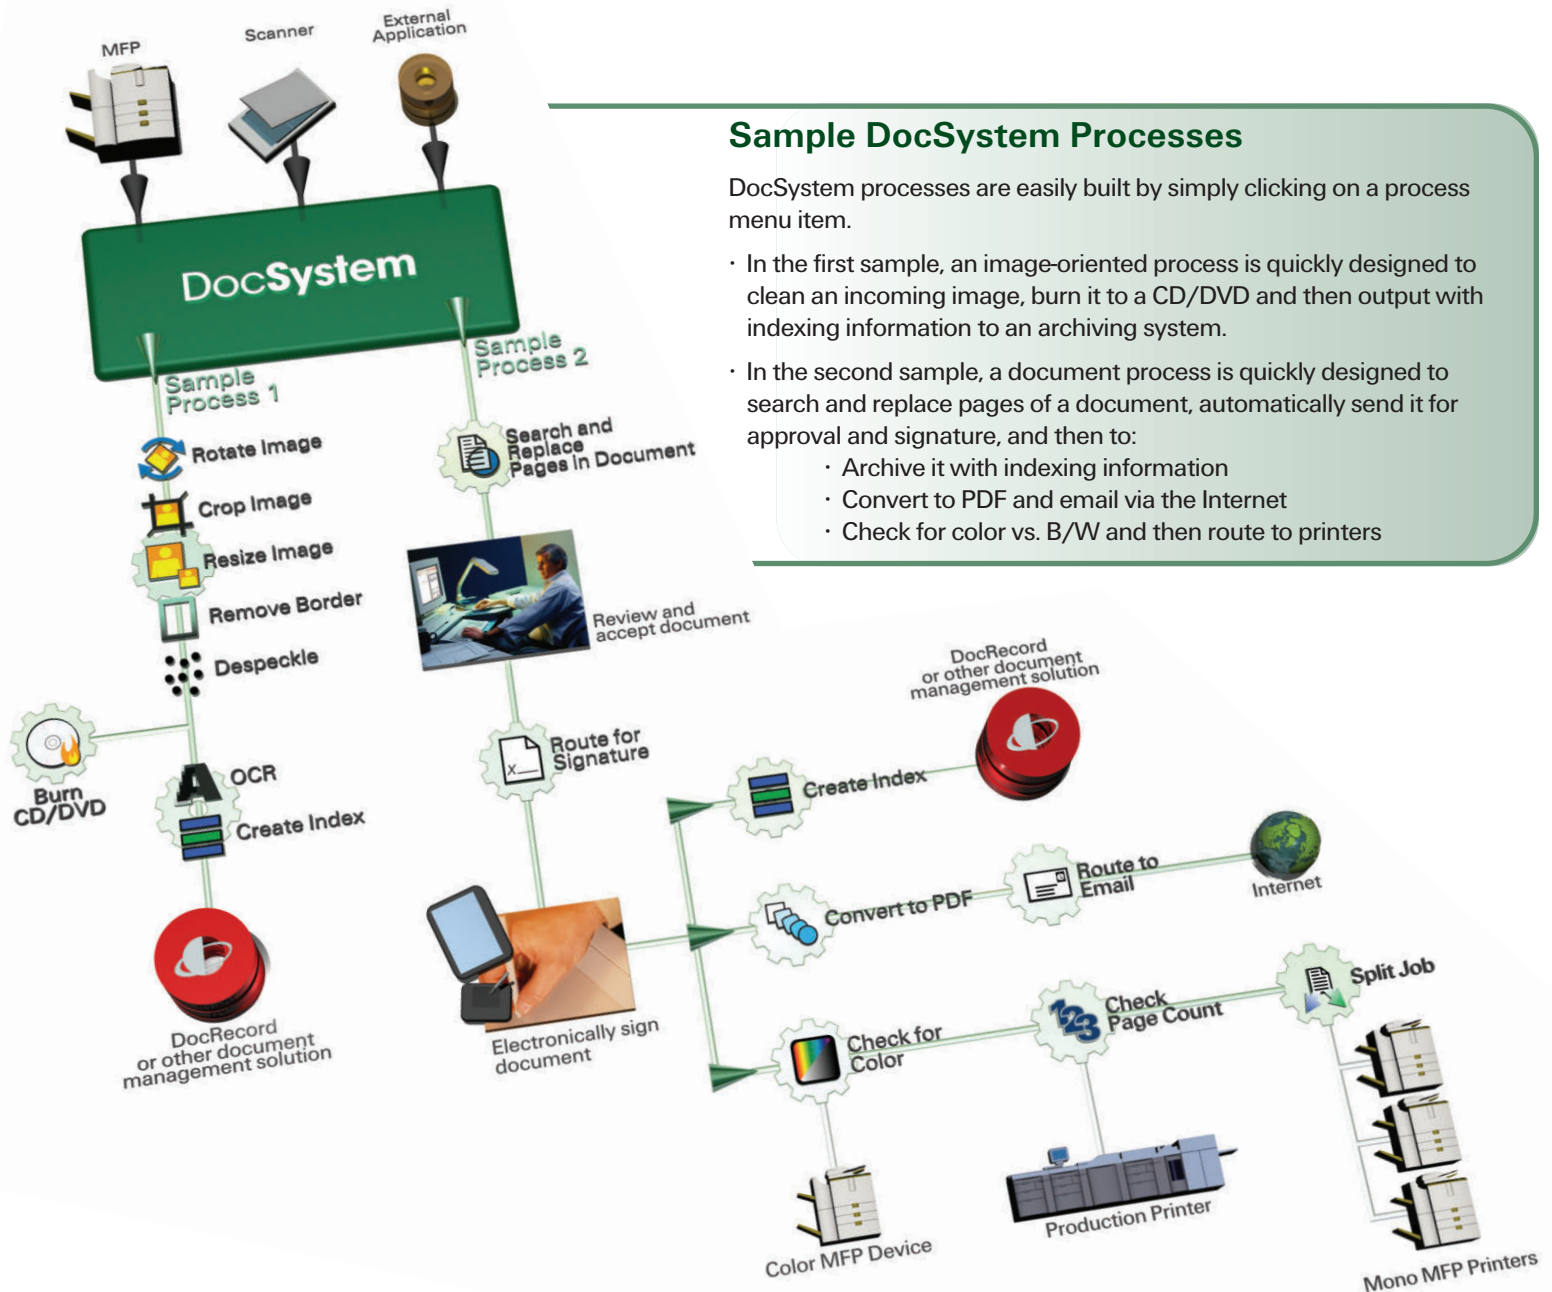 MFP
Scanner
External
Application
DocSystem
Sample DocSystem Processes
DocSystem processes are easily built by simply clicking on a process
menu item.
· In the first sample, an image-oriented process is quickly designed to
clean an incoming image, burn it to a CD/DVD and then output with
indexing information to an archiving system.
· In the second sample, a document process is quickly designed to
search and replace pages of a document, automatically send it for
approval and signature, and then to:
· Archive it with indexing information
· Convert to PDF and email via the Internet
· Check for color vs. B/W and then route to printers
Sample
Process 1
Rotate Image
Crop Image
Resize Image
Remove Border
Despeckle
Burn
CD/DVD
OCR
A
Create Index
DocRecord
or other document
management solution
Sample
Process 2
Search and
Replace
Pages in Document
Review and
accept document
Route for
Signature
X
Electronically sign
document
Create Index
DocRecord
or other document
management solution
Convert to PDF
Route to
Email
Internet
Check for
Color
123
Check
Page Count
Split Job
Color MFP Device
Production Printer
Mono MFP Printers